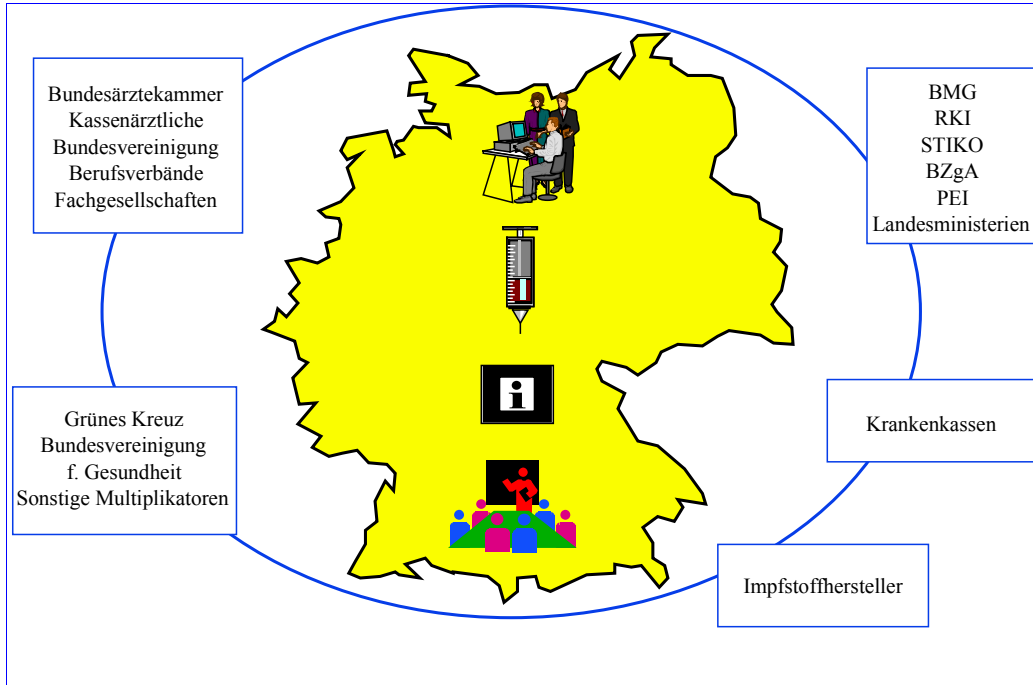 Bundesärztekammer
Kassenärztliche
Bundesvereinigung
Berufsverbände
Fachgesellschaften
BMG
RKI
STIKO
BZgA
PEI
Landesministerien
i
Grünes Kreuz
Bundesvereinigung
f. Gesundheit
Sonstige Multiplikatoren
Krankenkassen
Impfstoffhersteller